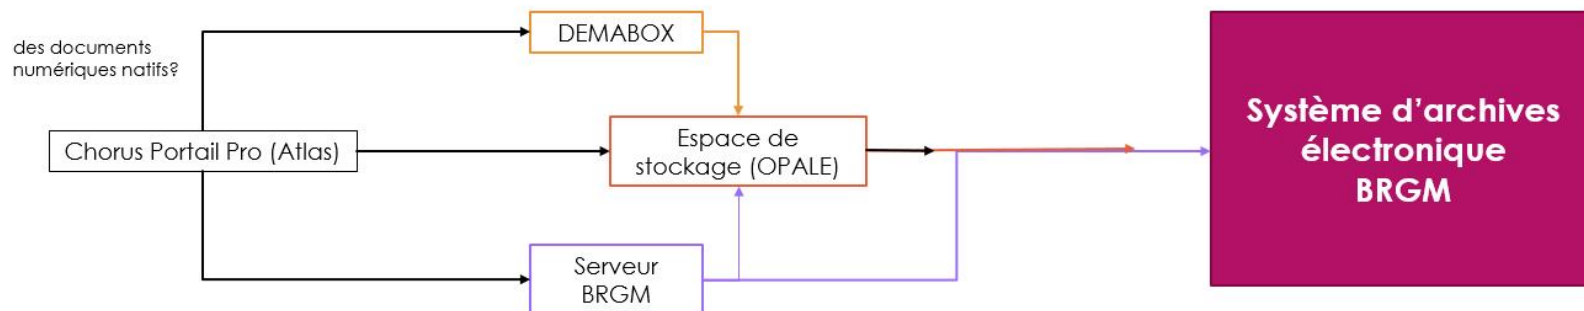 des documents
numériques natifs?
DEMABOX
Chorus Portail Pro (Atlas)
Espace de
stockage (OPALE)
Serveur
BRGM
Système d’archives
électronique
BRGM